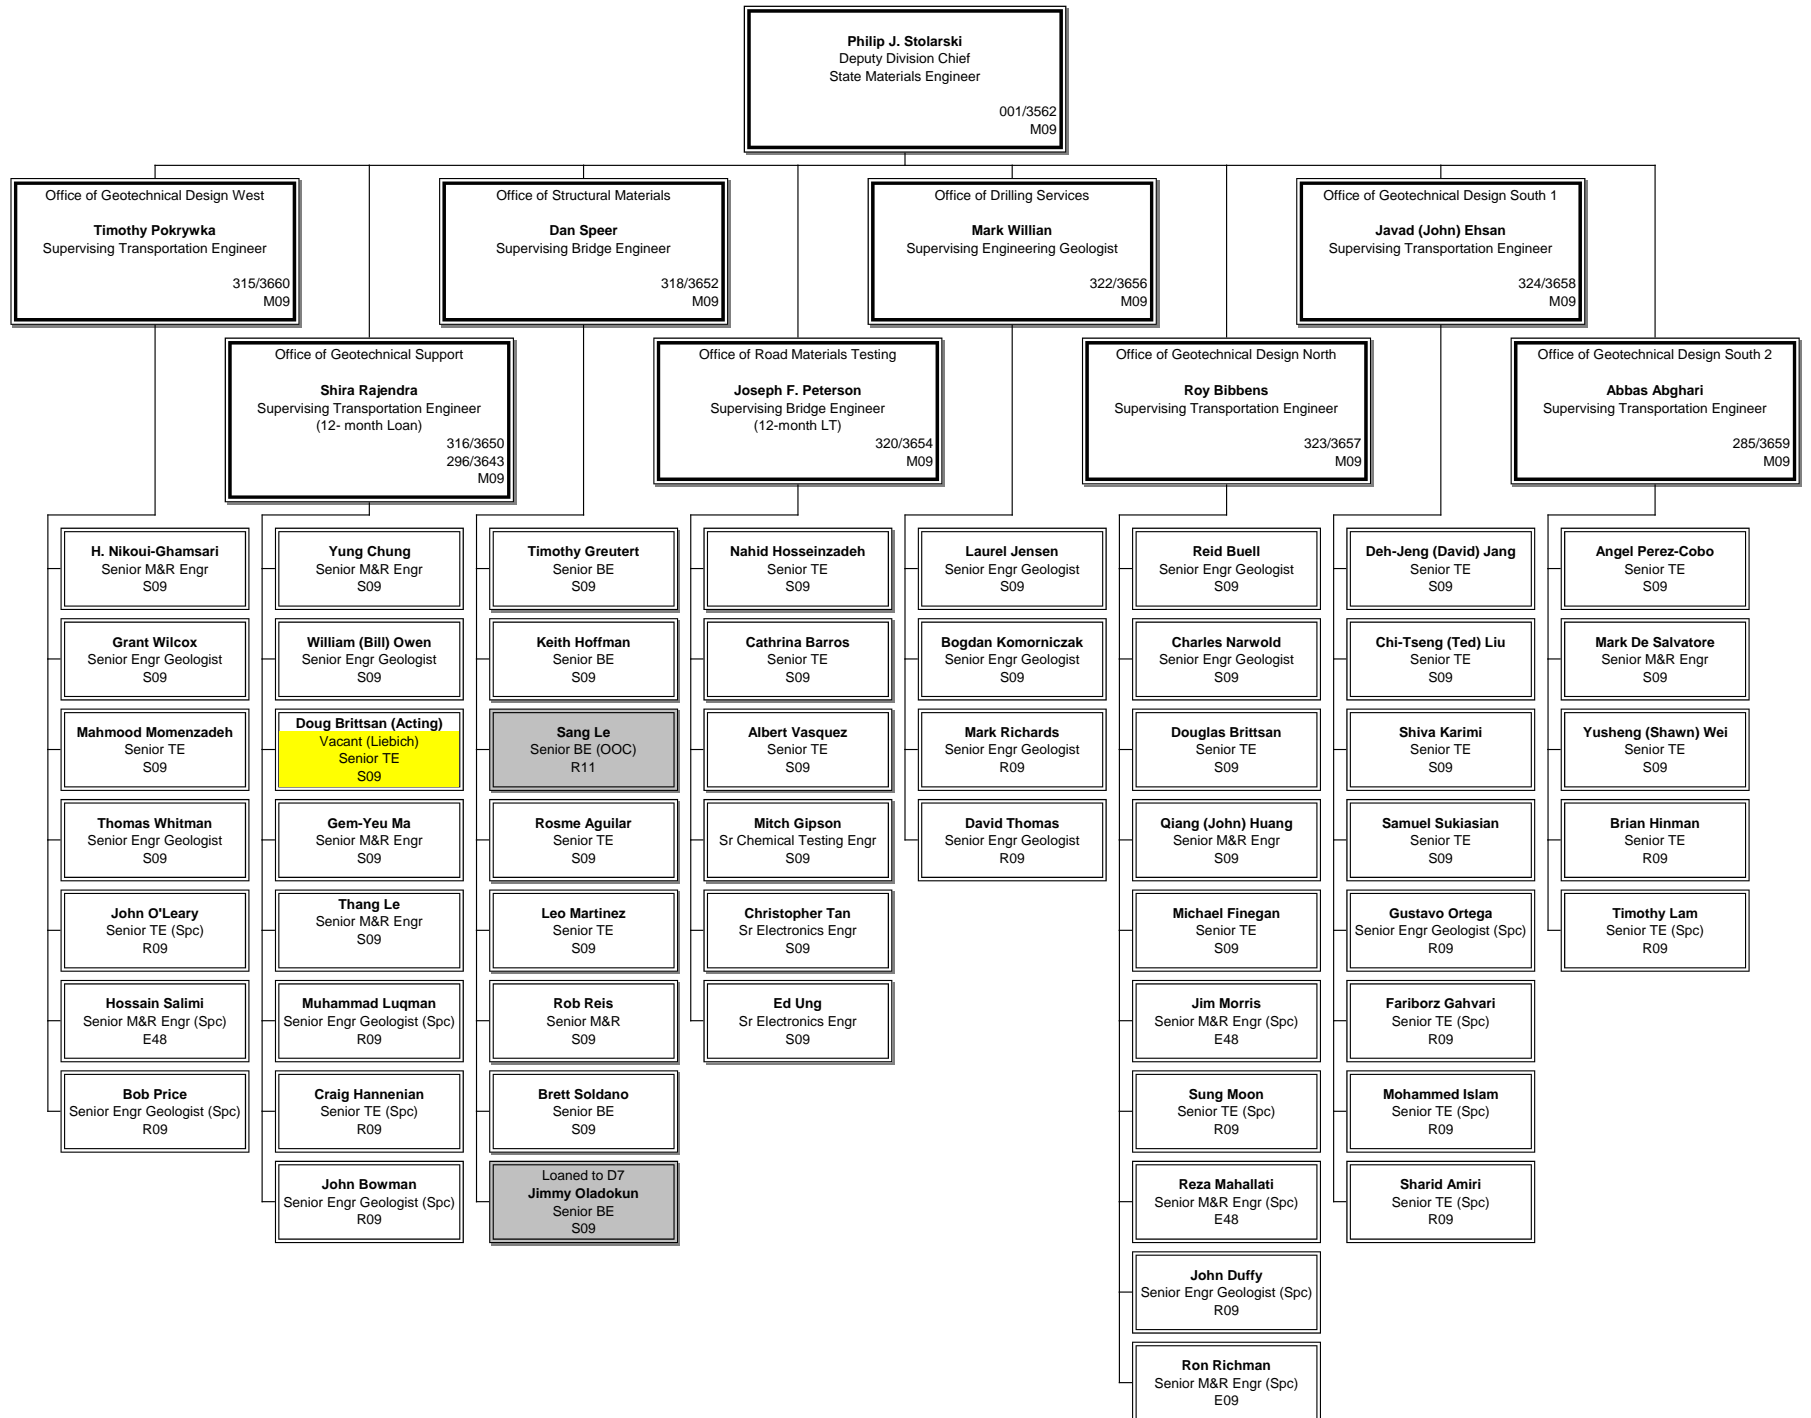 Philip J. Stolarski
Deputy Division Chief
State Materials Engineer
001/3562
M09
Office of Geotechnical Design West
Timothy Pokrywka
Supervising Transportation Engineer
315/3660
M09
Office of Structural Materials
Dan Speer
Supervising Bridge Engineer
318/3652
M09
Office of Drilling Services
Mark Willian
Supervising Engineering Geologist
322/3656
M09
Office of Geotechnical Design South 1
Javad (John) Ehsan
Supervising Transportation Engineer
324/3658
M09
Office of Geotechnical Support
Shira Rajendra
Supervising Transportation Engineer
(12- month Loan)
316/3650
296/3643
M09
Office of Road Materials Testing
Joseph F. Peterson
Supervising Bridge Engineer
(12-month LT)
320/3654
M09
Office of Geotechnical Design North
Roy Bibbens
Supervising Transportation Engineer
323/3657
M09
Office of Geotechnical Design South 2
Abbas Abghari
Supervising Transportation Engineer
285/3659
M09
H. Nikoui-Ghamsari
Senior M&R Engr
S09
Grant Wilcox
Senior Engr Geologist
S09
Mahmood Momenzadeh
Senior TE
S09
Thomas Whitman
Senior Engr Geologist
S09
John O'Leary
Senior TE (Spc)
R09
Hossain Salimi
Senior M&R Engr (Spc)
E48
Bob Price
Senior Engr Geologist (Spc)
R09
Yung Chung
Senior M&R Engr
S09
William (Bill) Owen
Senior Engr Geologist
S09
Doug Brittsan (Acting)
Vacant (Liebich)
Senior TE
S09
Gem-Yeu Ma
Senior M&R Engr
S09
Thang Le
Senior M&R Engr
S09
Muhammad Luqman
Senior Engr Geologist (Spc)
R09
Craig Hannenian
Senior TE (Spc)
R09
John Bowman
Senior Engr Geologist (Spc)
R09
Timothy Greutert
Senior BE
S09
Keith Hoffman
Senior BE
S09
Sang Le
Senior BE (OOC)
R11
Rosme Aguilar
Senior TE
S09
Leo Martinez
Senior TE
S09
Rob Reis
Senior M&R
S09
Brett Soldano
Senior BE
S09
Loaned to D7
Jimmy Oladokun
Senior BE
S09
Nahid Hosseinzadeh
Senior TE
S09
Cathrina Barros
Senior TE
S09
Albert Vasquez
Senior TE
S09
Mitch Gipson
Sr Chemical Testing Engr
S09
Christopher Tan
Sr Electronics Engr
S09
Ed Ung
Sr Electronics Engr
S09
Laurel Jensen
Senior Engr Geologist
S09
Bogdan Komorniczak
Senior Engr Geologist
S09
Mark Richards
Senior Engr Geologist
R09
David Thomas
Senior Engr Geologist
R09
Reid Buell
Senior Engr Geologist
S09
Charles Narwold
Senior Engr Geologist
S09
Douglas Brittsan
Senior TE
S09
Qiang (John) Huang
Senior M&R Engr
S09
Michael Finegan
Senior TE
S09
Jim Morris
Senior M&R Engr (Spc)
E48
Sung Moon
Senior TE (Spc)
R09
Reza Mahallati
Senior M&R Engr (Spc)
E48
John Duffy
Senior Engr Geologist (Spc)
R09
Ron Richman
Senior M&R Engr (Spc)
E09
Deh-Jeng (David) Jang
Senior TE
S09
Chi-Tseng (Ted) Liu
Senior TE
S09
Shiva Karimi
Senior TE
S09
Samuel Sukiasian
Senior TE
S09
Gustavo Ortega
Senior Engr Geologist (Spc)
R09
Fariborz Gahvari
Senior TE (Spc)
R09
Mohammed Islam
Senior TE (Spc)
R09
Sharid Amiri
Senior TE (Spc)
R09
Angel Perez-Cobo
Senior TE
S09
Mark De Salvatore
Senior M&R Engr
S09
Yusheng (Shawn) Wei
Senior TE
S09
Brian Hinman
Senior TE
R09
Timothy Lam
Senior TE (Spc)
R09